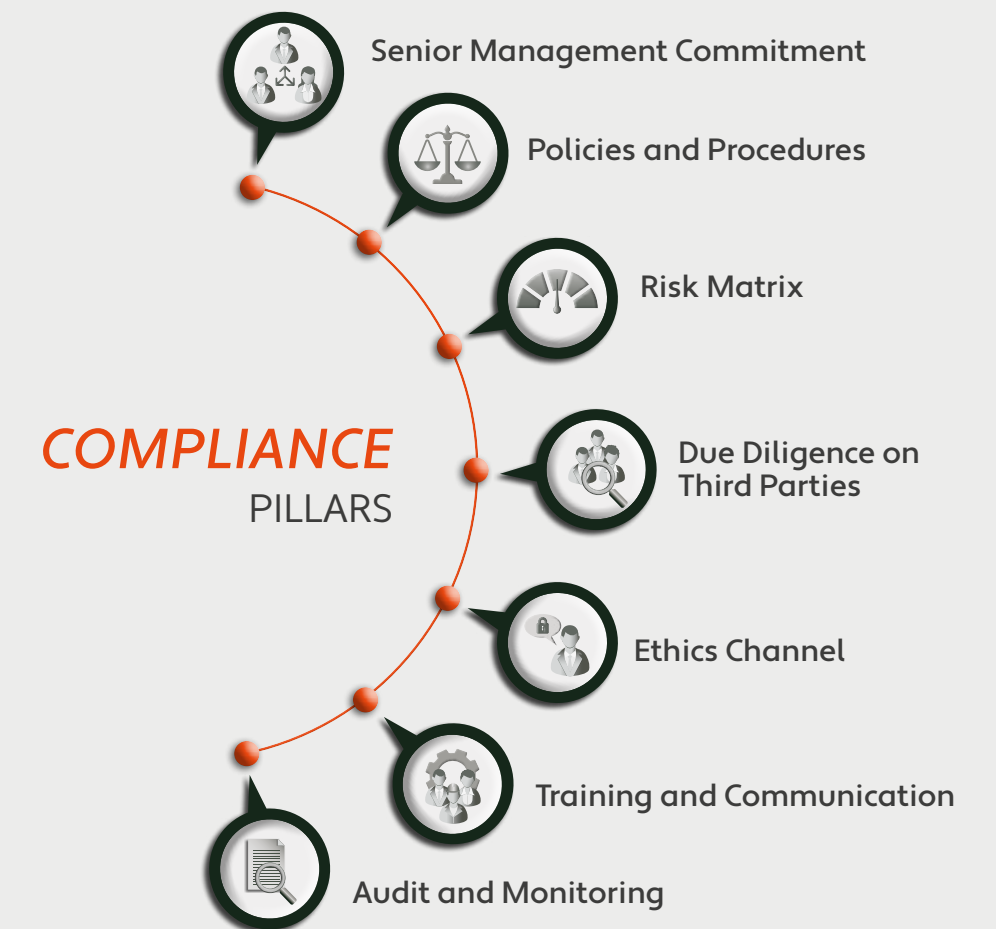 Senior Management Commitment
Policies and Procedures
Risk Matrix
COMPLIANCE
PILLARS
Due Diligence on
Third Parties
Ethics Channel
Training and Communication
Audit and Monitoring